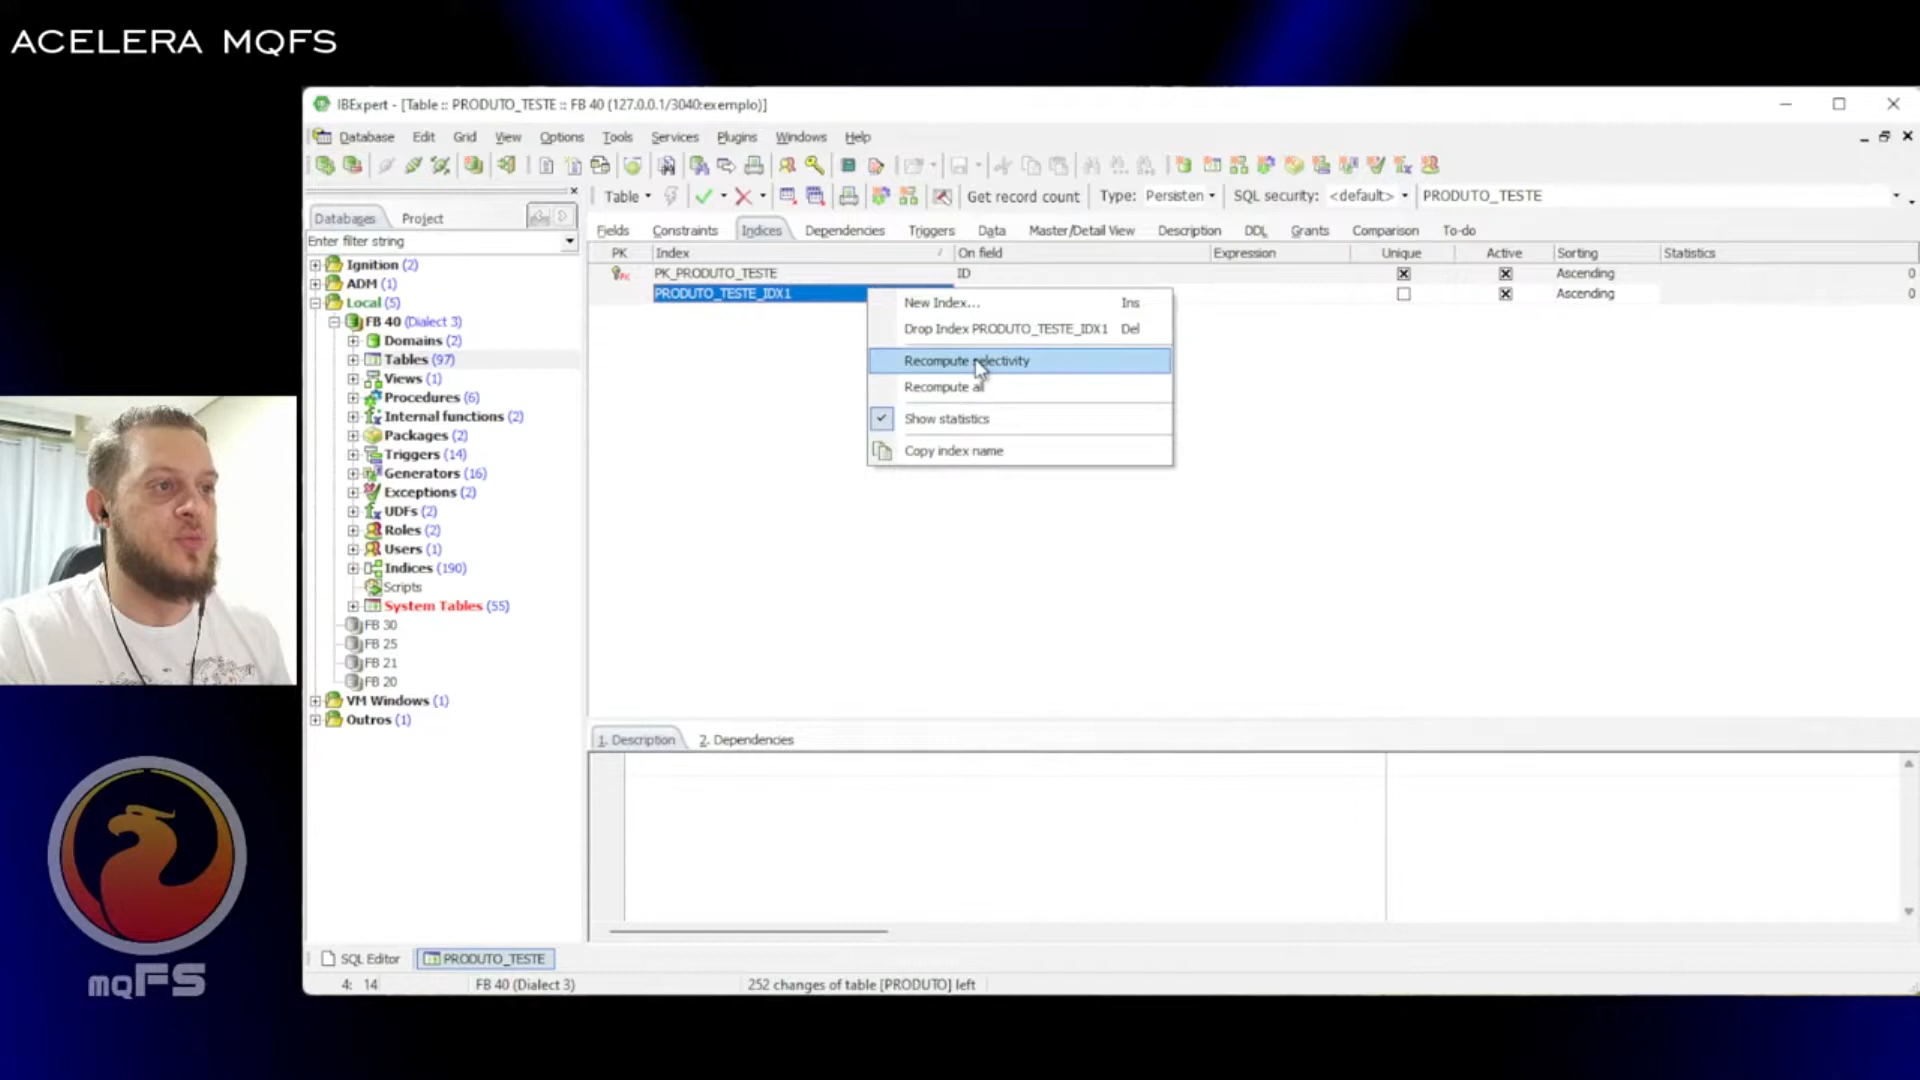 ACELERA MQFS
IBExpert - [Table :: PRODUTO_TESTE :: FB 40 (127.0.0.1/3040:exemplo)]
Database Edit Grid View Options Tools Services Plugins Windows Help
Table Get record count Type: Persisten SQL security: <default> PRODUTO_TESTE
Databases Project
Enter filter string
Ignition (2)
ADM (1)
Local (5)
FB 40 (Dialect 3)
Domains (2)
Tables (97)
Views (1)
Procedures (6)
Internal functions (2)
Packages (2)
Triggers (14)
Generators (16)
Exceptions (2)
UDFs (2)
Roles (2)
Users (1)
Indices (190)
Scripts
System Tables (55)
FB 30
FB 25
FB 21
FB 20
VM Windows (1)
Outros (1)
Fields Constraints Indices Dependencies Triggers Data Master/Detail View Description DDL Grants Comparison To-do
PK Index On field Expression Unique Active Sorting Statistics
PK_PRODUTO_TESTE ID Ascending 0
PRODUTO_TESTE_IDX1 Ascending 0
New Index... Ins
Drop Index PRODUTO_TESTE_IDX1 Del
Recompute selectivity
Recompute all
Show statistics
Copy index name
1. Description 2. Dependencies
SQL Editor PRODUTO_TESTE
4: 14 FB 40 (Dialect 3) 252 changes of table [PRODUTO] left
mqFS